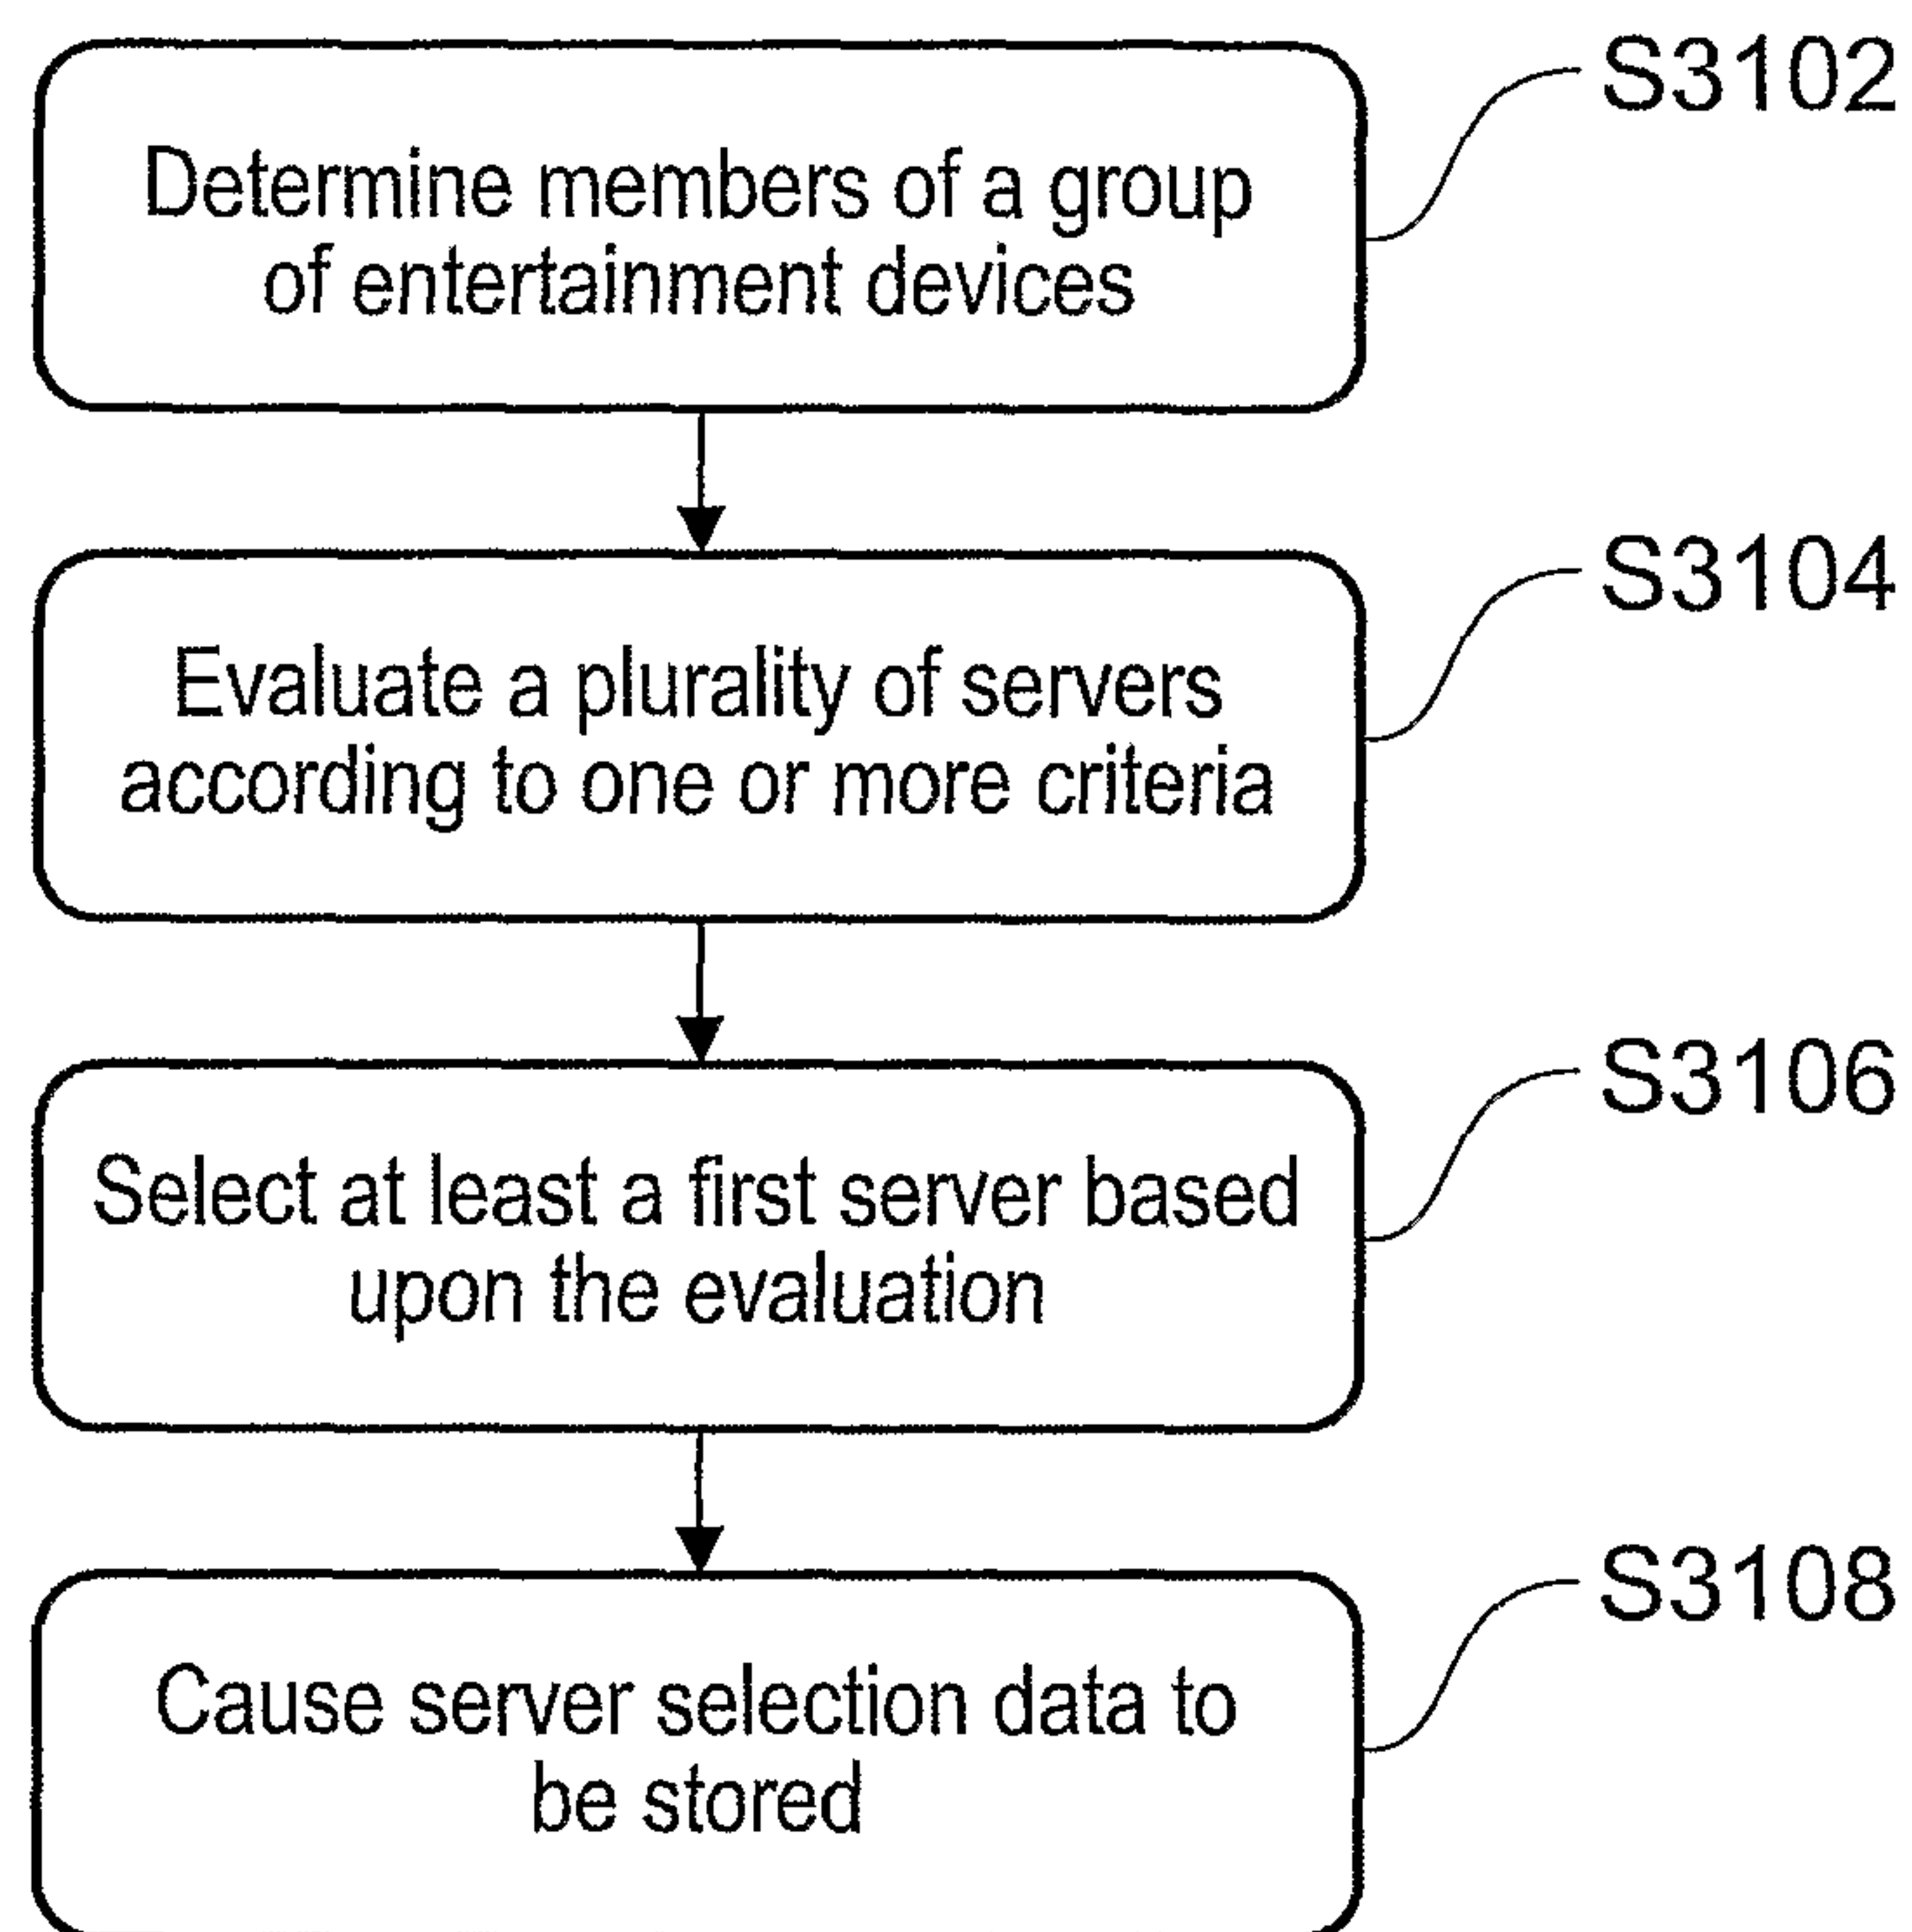 S3102
Determine members of a group
of entertainment devices
S3104
Evaluate a plurality of servers
according to one or more criteria
S3106
Select at least a first server based
upon the evaluation
S3108
Cause server selection data to
be stored